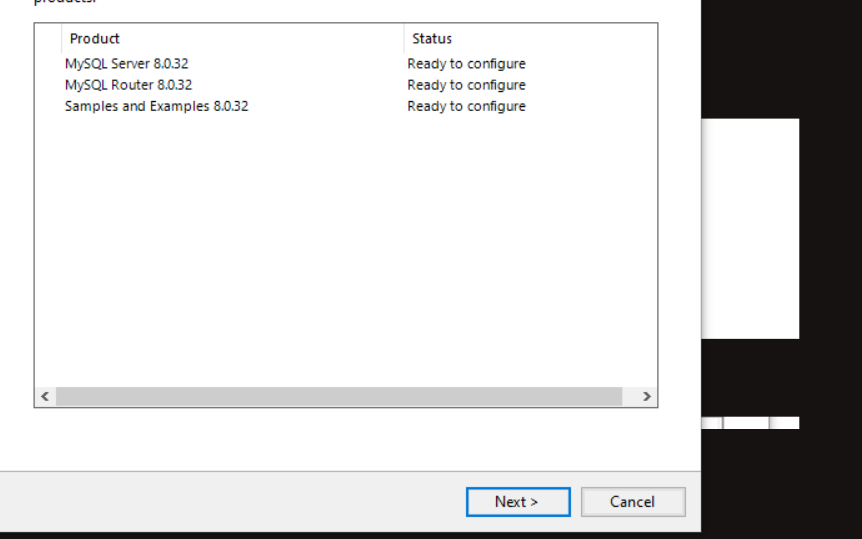 products.
Product Status
MySQL Server 8.0.32 Ready to configure
MySQL Router 8.0.32 Ready to configure
Samples and Examples 8.0.32 Ready to configure
Next > Cancel